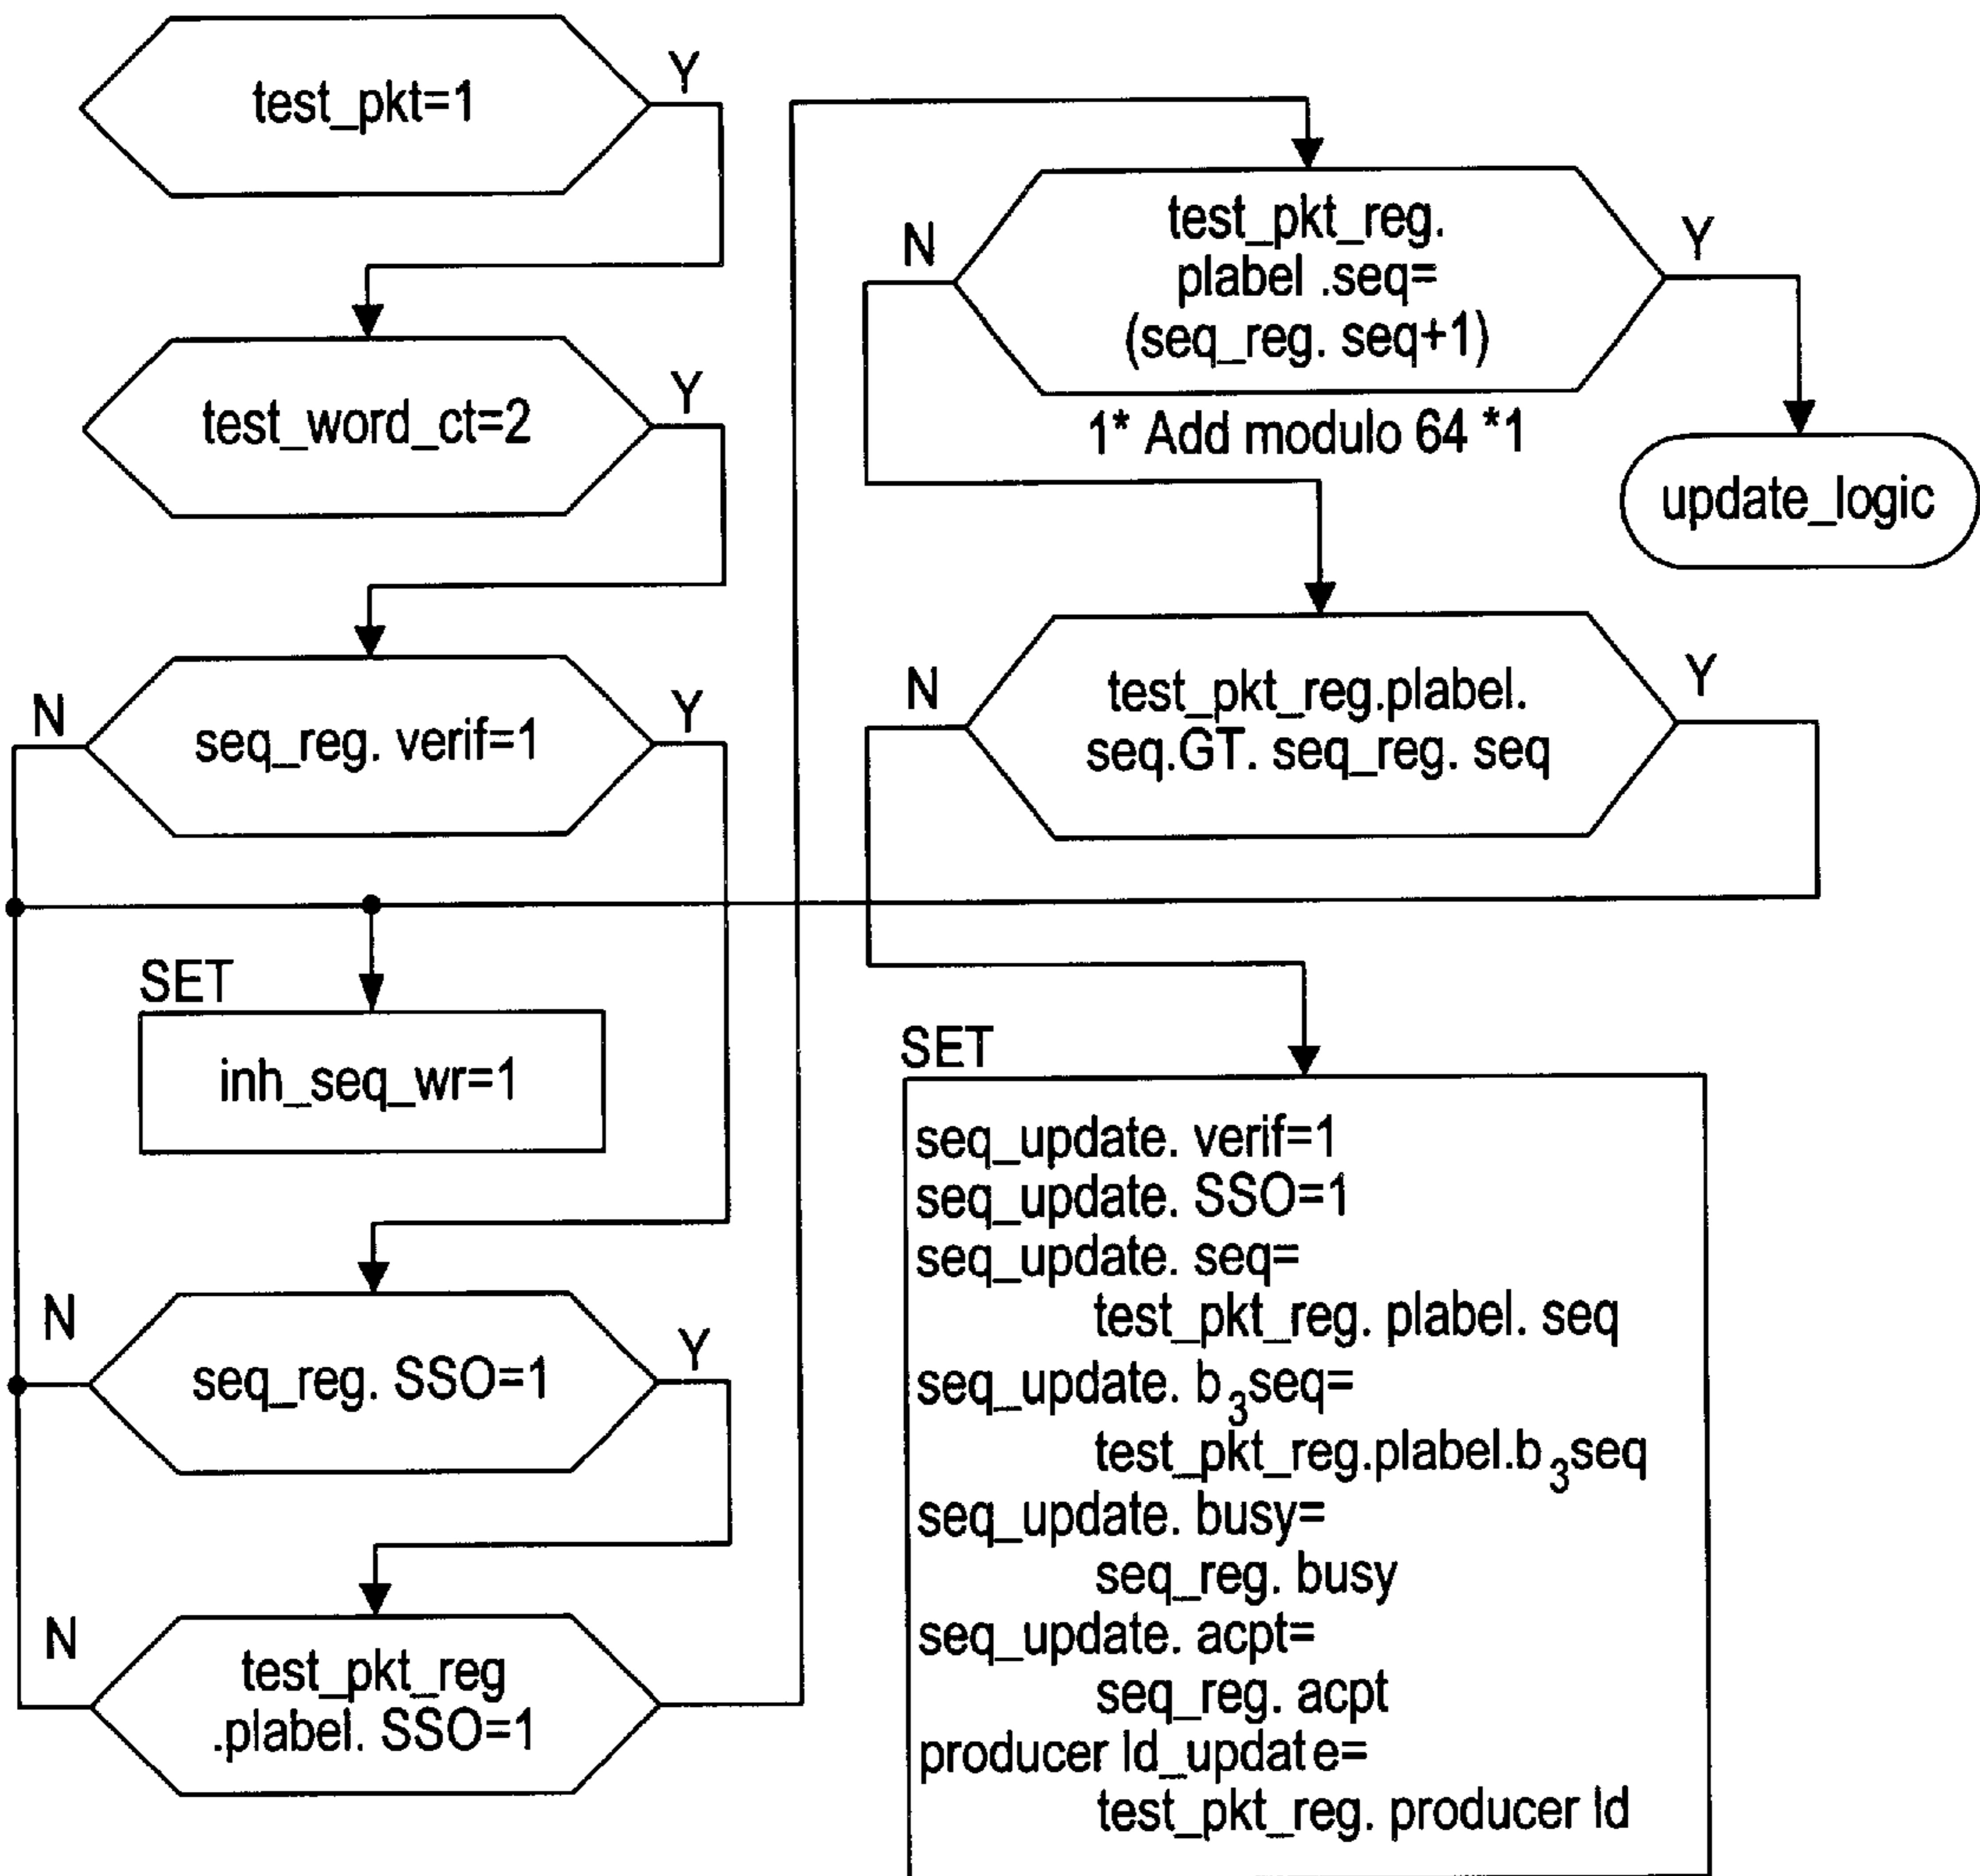 test_pkt=1
Y
test_word_ct=2
Y
N
seq_reg. verif=1
Y
SET
inh_seq_wr=1
N
seq_reg. SSO=1
Y
N
test_pkt_reg
.plabel. SSO=1
N
test_pkt_reg.
plabel .seq=
(seq_reg. seq+1)
Y
1* Add modulo 64 *1
update_logic
N
test_pkt_reg.plabel.
seq.GT. seq_reg. seq
Y
SET
seq_update. verif=1
seq_update. SSO=1
seq_update. seq=
test_pkt_reg. plabel. seq
seq_update. b₃seq=
test_pkt_reg.plabel.b₃seq
seq_update. busy=
seq_reg. busy
seq_update. acpt=
seq_reg. acpt
producer Id_update=
test_pkt_reg. producer Id